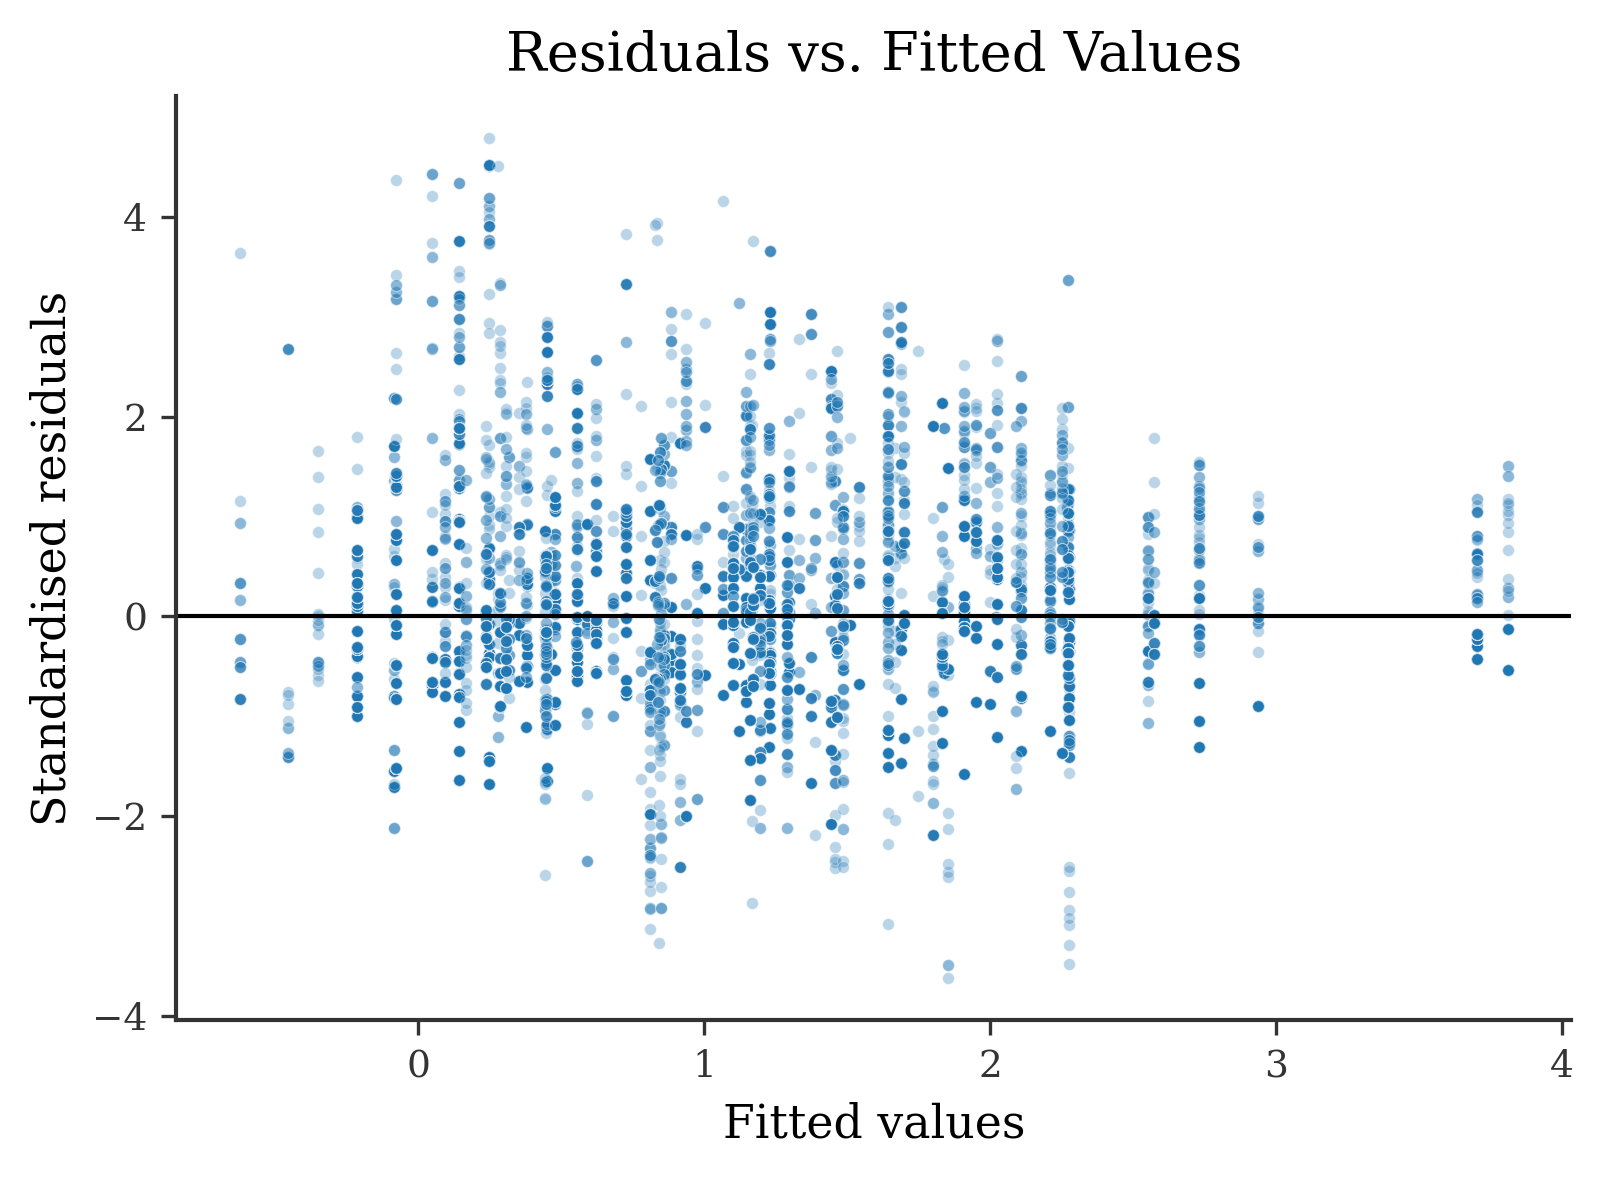 Residuals vs. Fitted Values
Standardised residuals
4
2
0
−2
−4
0 1 2 3 4
Fitted values